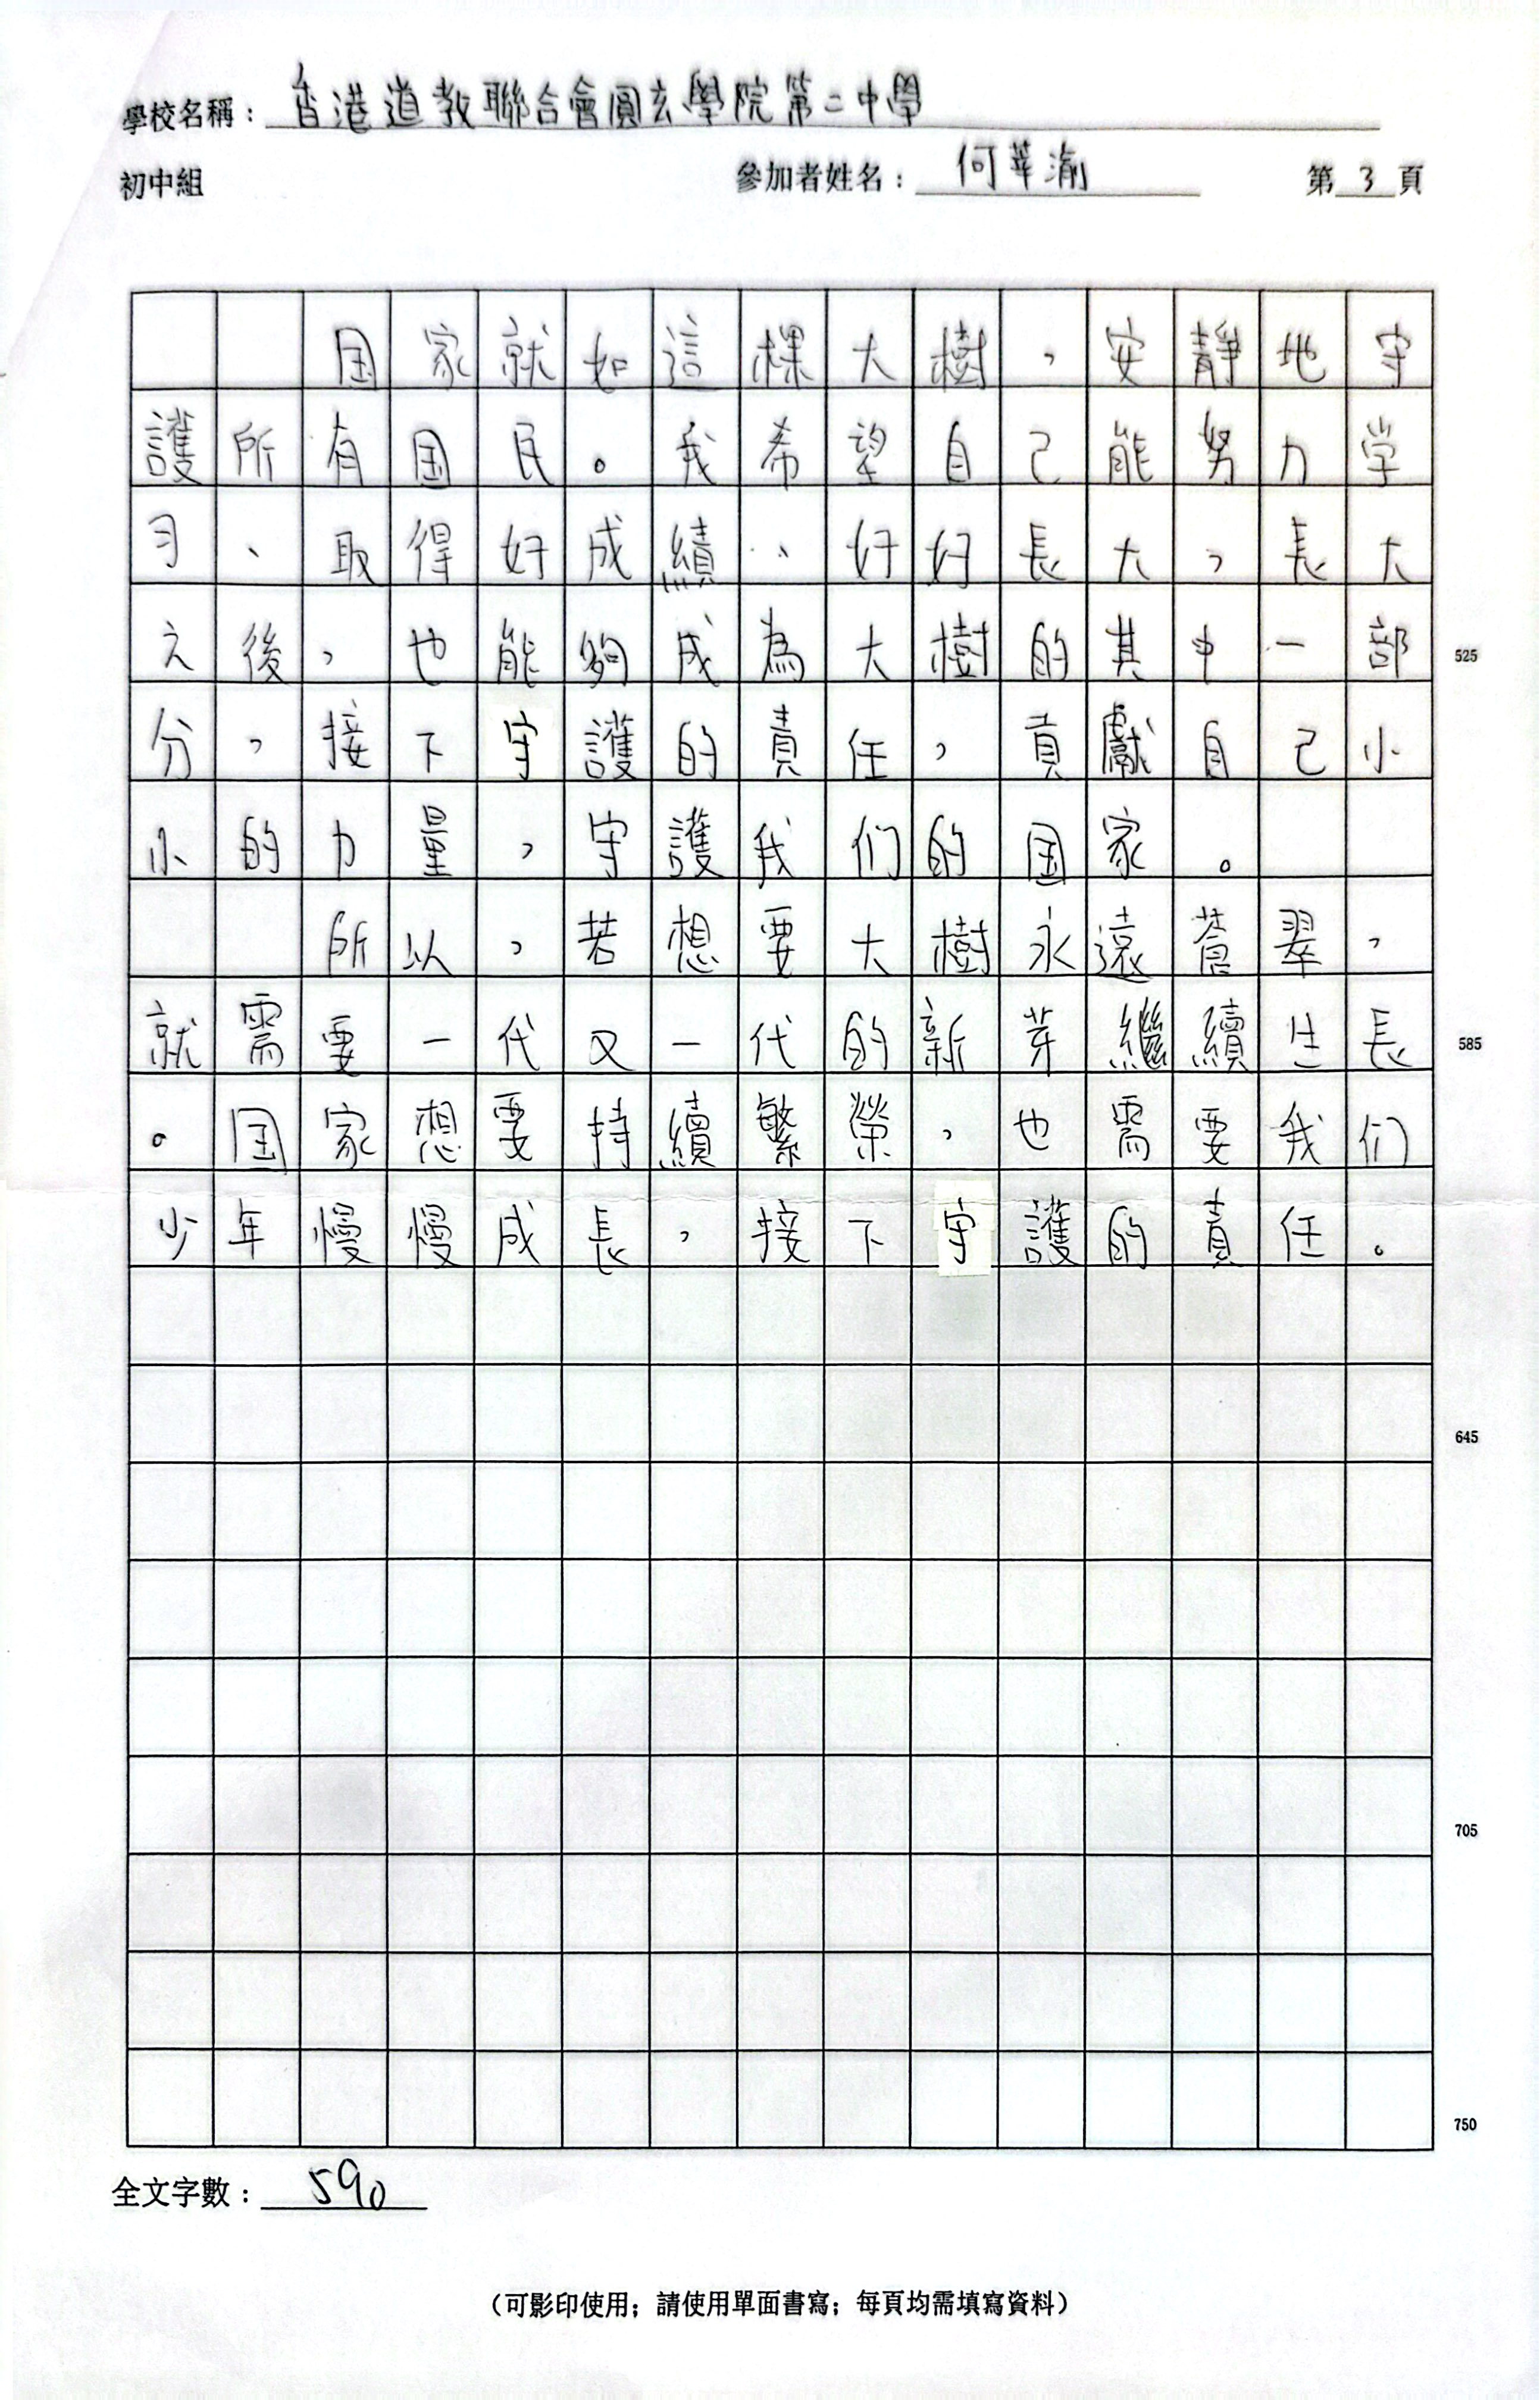 學校名稱：香港道教聯合會圓玄學院第二中學
初中組 參加者姓名：何苹渝 第3頁
国家就如這棵大樹，安靜地守
護所有国民。我希望自己能努力学
习、取得好成績、好好長大，長大
之後，也能夠成為大樹的其中一部 525
分，接下守護的責任，貢獻自己小
小的力量，守護我们的国家。
所以，若想要大樹永遠蒼翠，
就需要一代又一代的新芽繼續生長 585
。国家想要持續繁榮，也需要我们
少年慢慢成長，接下守護的責任。
645
705
750
全文字數：590
（可影印使用；請使用單面書寫；每頁均需填寫資料）